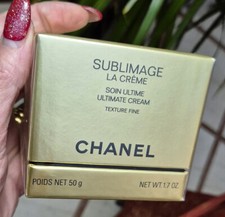 SUBLIMAGE
LA CRÈME
SOIN ULTIME
ULTIMATE CREAM
TEXTURE FINE
CHANEL
POIDS NET 50 g NET WT. 1.7 OZ.